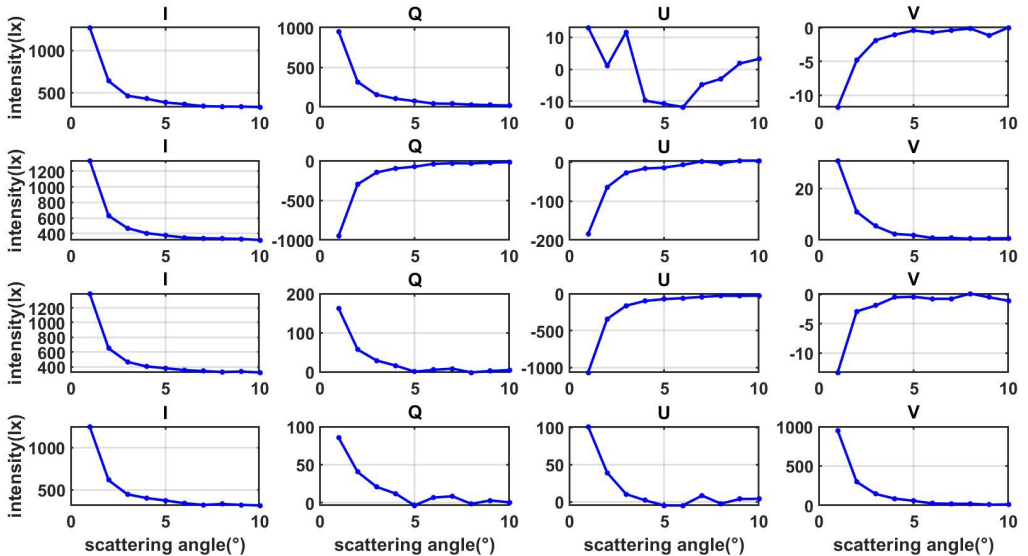 I Q U V
intensity(lx) 1000 500 0 5 10
1000 500 0 0 5 10
10 0 -10 0 5 10
0 -5 -10 0 5 10
I Q U V
intensity(lx) 1200 1000 800 600 400 0 5 10
0 -500 -1000 0 5 10
0 -100 -200 0 5 10
20 0 0 5 10
I Q U V
intensity(lx) 1200 1000 800 600 400 0 5 10
200 100 0 0 5 10
0 -500 -1000 0 5 10
0 -5 -10 0 5 10
I Q U V
intensity(lx) 1000 500 0 5 10
100 50 0 0 5 10
100 50 0 0 5 10
1000 500 0 0 5 10
scattering angle(°) scattering angle(°) scattering angle(°) scattering angle(°)